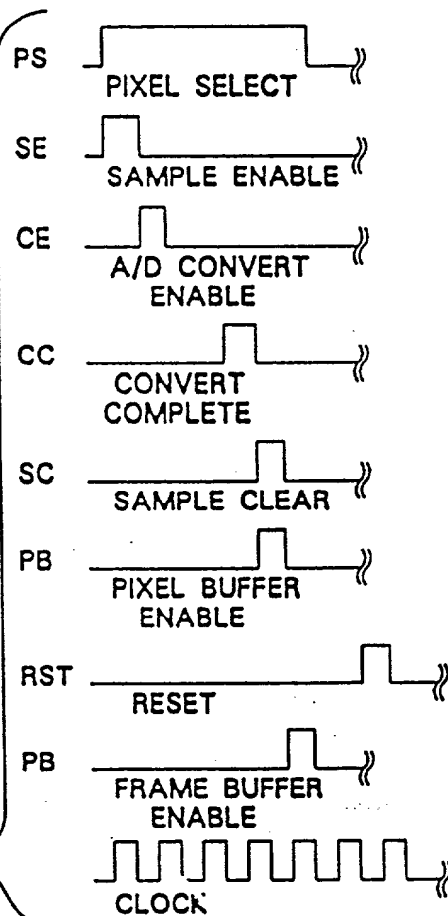 PS
PIXEL SELECT
SE
SAMPLE ENABLE
CE
A/D CONVERT
ENABLE
CC
CONVERT
COMPLETE
SC
SAMPLE CLEAR
PB
PIXEL BUFFER
ENABLE
RST
RESET
PB
FRAME BUFFER
ENABLE
CLOCK